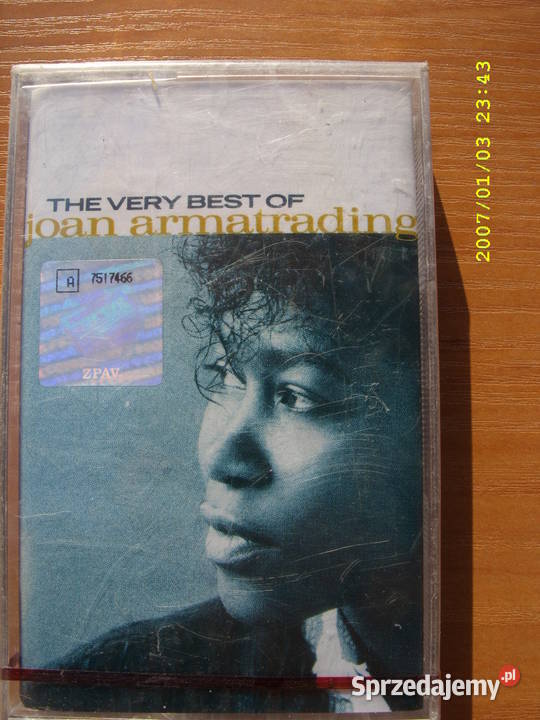 THE VERY BEST OF
joan armatrading
A 7517466
ZPAV
2007/01/03 23:43
Sprzedajemy.pl